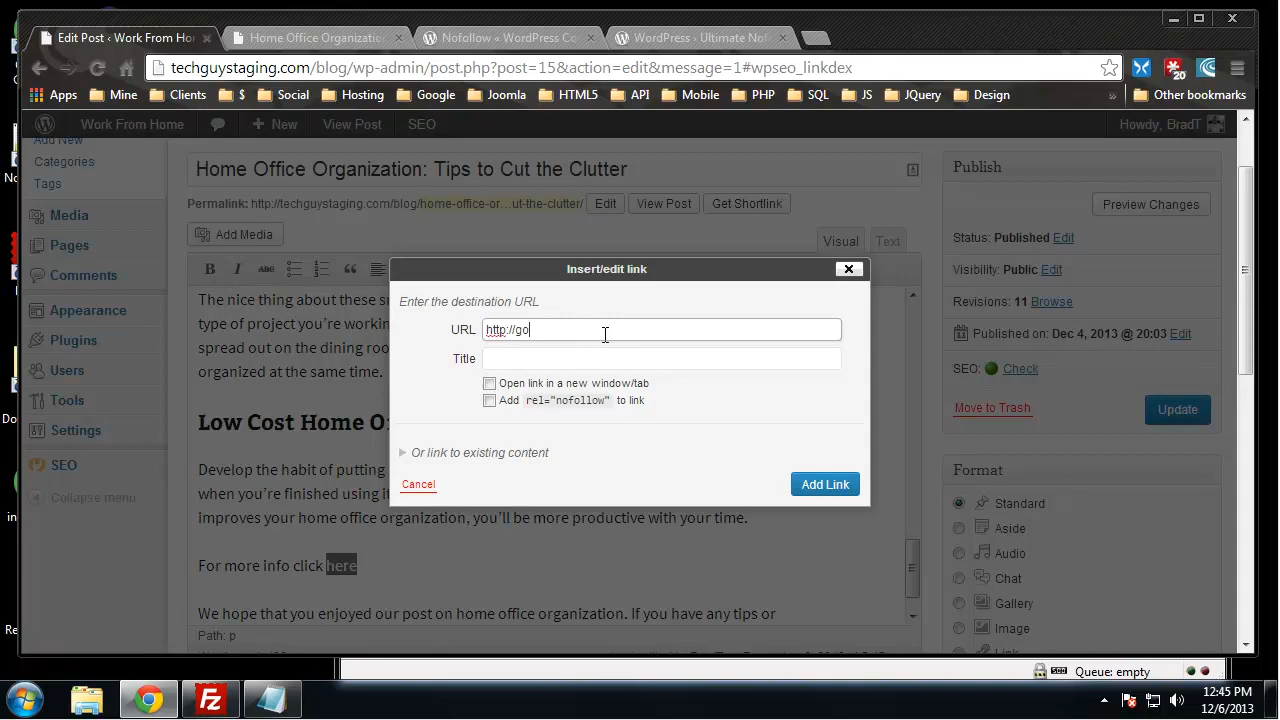 Edit Post ‹ Work From Ho
Home Office Organization
Nofollow « WordPress Co
WordPress › Ultimate Nof
techguystaging.com/blog/wp-admin/post.php?post=15&action=edit&message=1#wpseo_linkdex
20
Apps
Mine
Clients
$
Social
Hosting
Google
Joomla
HTML5
API
Mobile
PHP
SQL
JS
JQuery
Design
»
Other bookmarks
Work From Home
+ New
View Post
SEO
Howdy, BradT
Add New
Categories
Tags
Media
Pages
Comments
Appearance
Plugins
Users
Tools
Settings
SEO
Collapse menu
Home Office Organization: Tips to Cut the Clutter
Permalink: http://techguystaging.com/blog/home-office-or…ut-the-clutter/
Edit
View Post
Get Shortlink
Add Media
Visual
Text
B I ABC
The nice thing about these s
type of project you're workin
spread out on the dining roo
organized at the same time.
Low Cost Home O
Develop the habit of putting
when you're finished using i
improves your home office organization, you'll be more productive with your time.
For more info click here
We hope that you enjoyed our post on home office organization. If you have any tips or
Path: p
Insert/edit link
Enter the destination URL
URL http://go
Title
Open link in a new window/tab
Add rel="nofollow" to link
Or link to existing content
Cancel
Add Link
Publish
Preview Changes
Status: Published Edit
Visibility: Public Edit
Revisions: 11 Browse
Published on: Dec 4, 2013 @ 20:03 Edit
SEO: Check
Move to Trash
Update
Format
Standard
Aside
Audio
Chat
Gallery
Image
Queue: empty
12:45 PM
12/6/2013